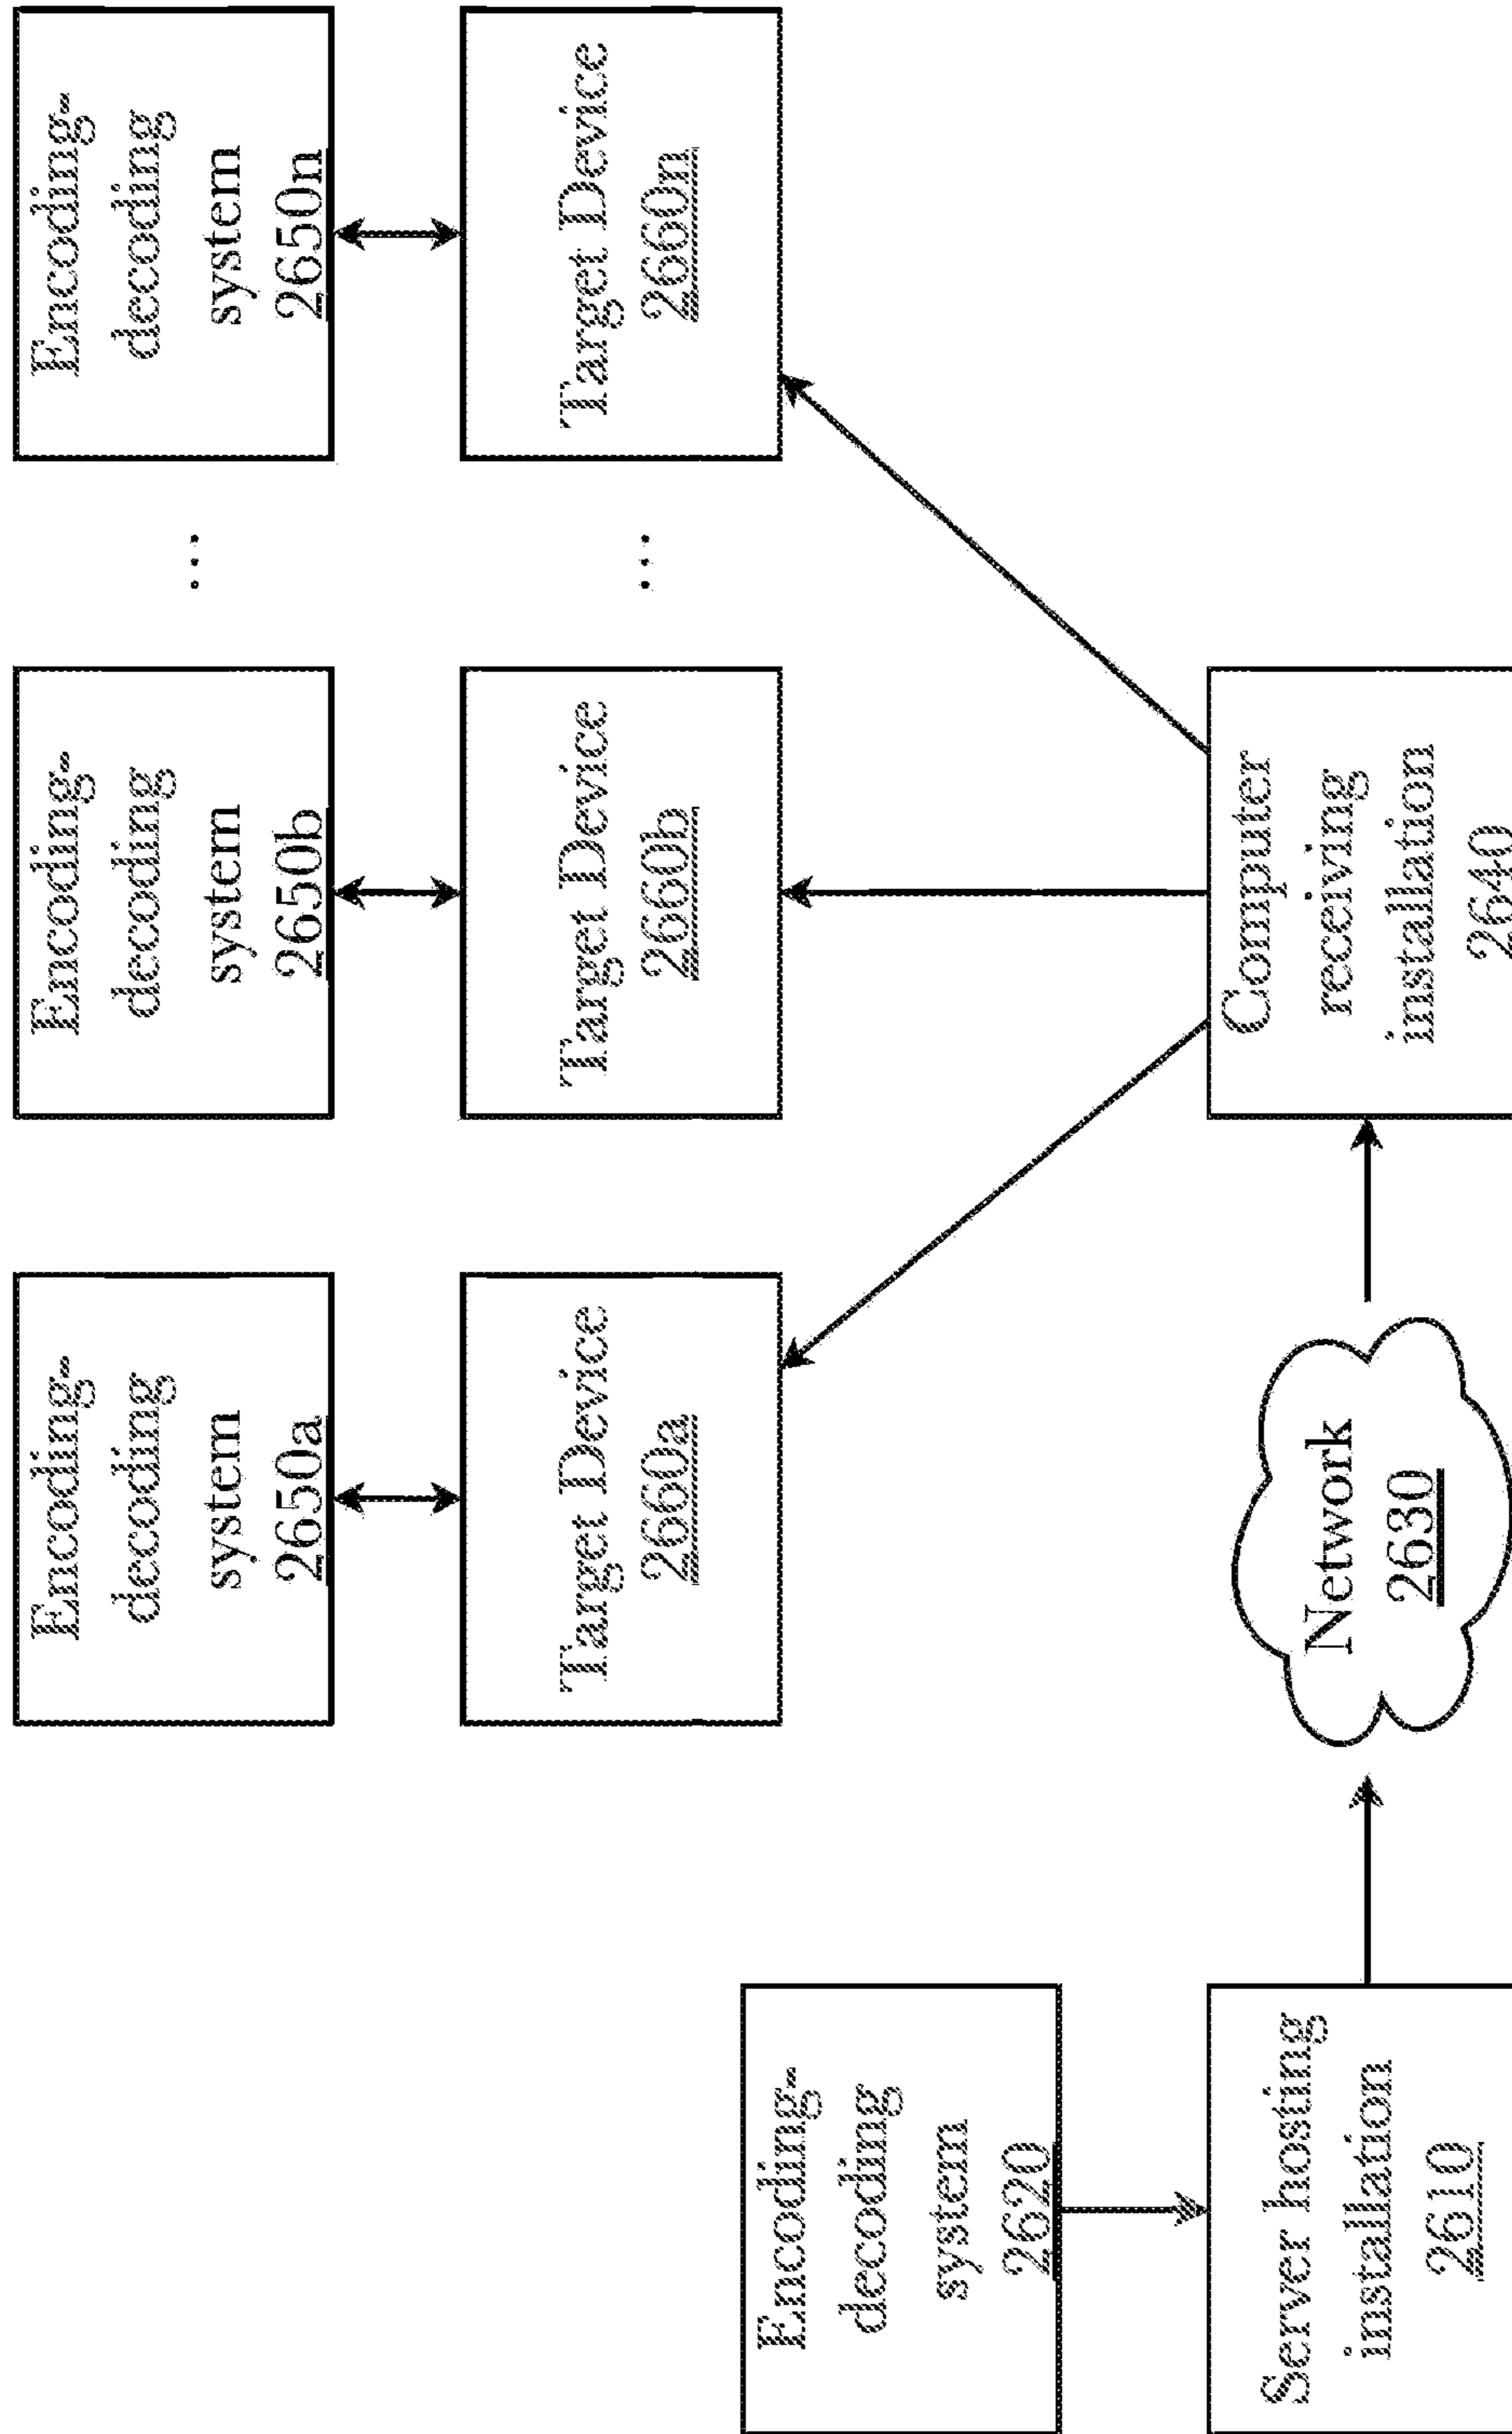 Encoding-
decoding
system
2650a
Encoding-
decoding
system
2650b
...
Encoding-
decoding
system
2650n
Target Device
2660a
Target Device
2660b
...
Target Device
2660n
Encoding-
decoding
system
2620
Server hosting
installation
2610
Network
2630
Computer
receiving
installation
2640